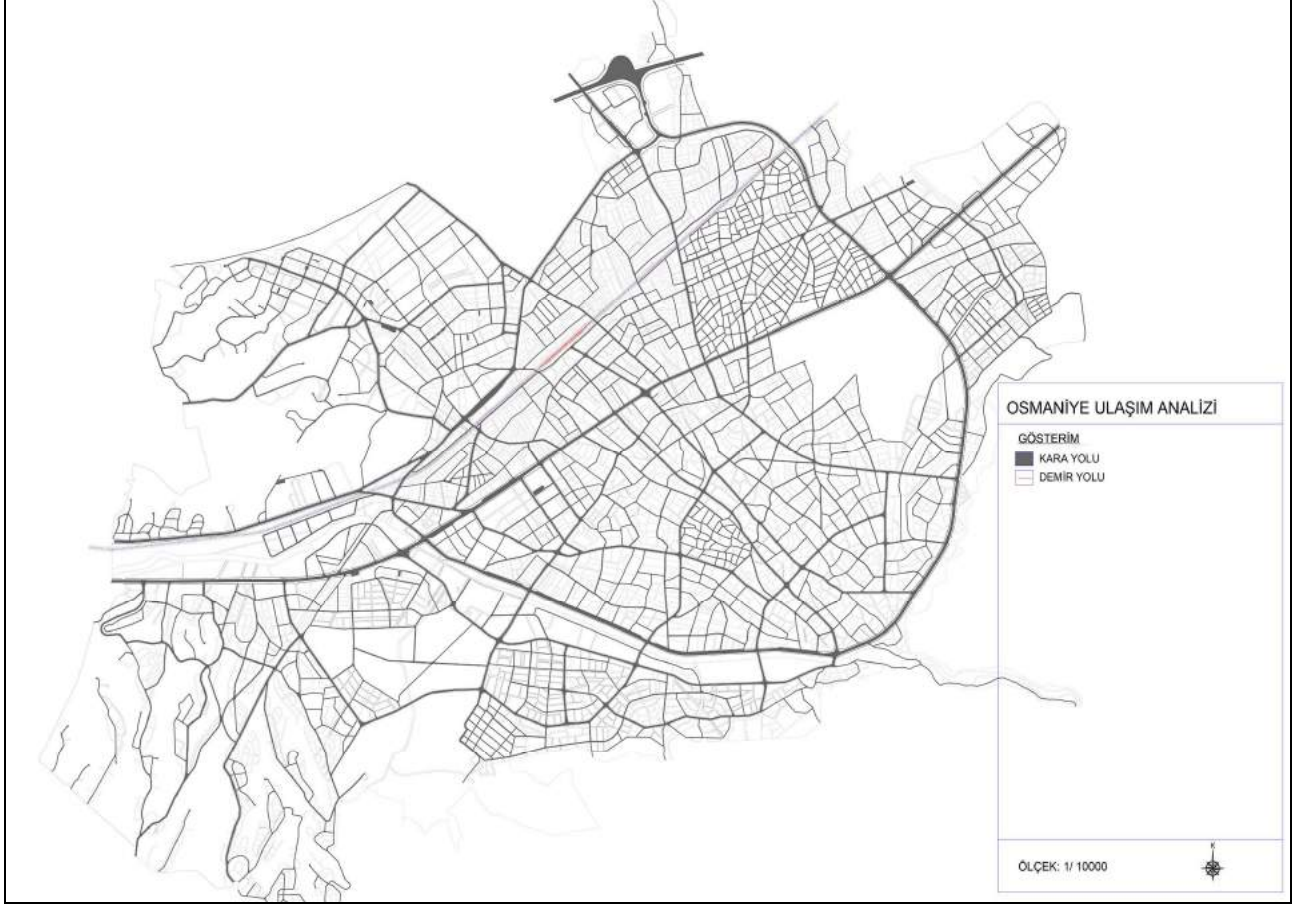 OSMANİYE ULAŞIM ANALİZİ
GÖSTERİM
KARA YOLU
DEMİR YOLU
ÖLÇEK: 1/ 10000
K